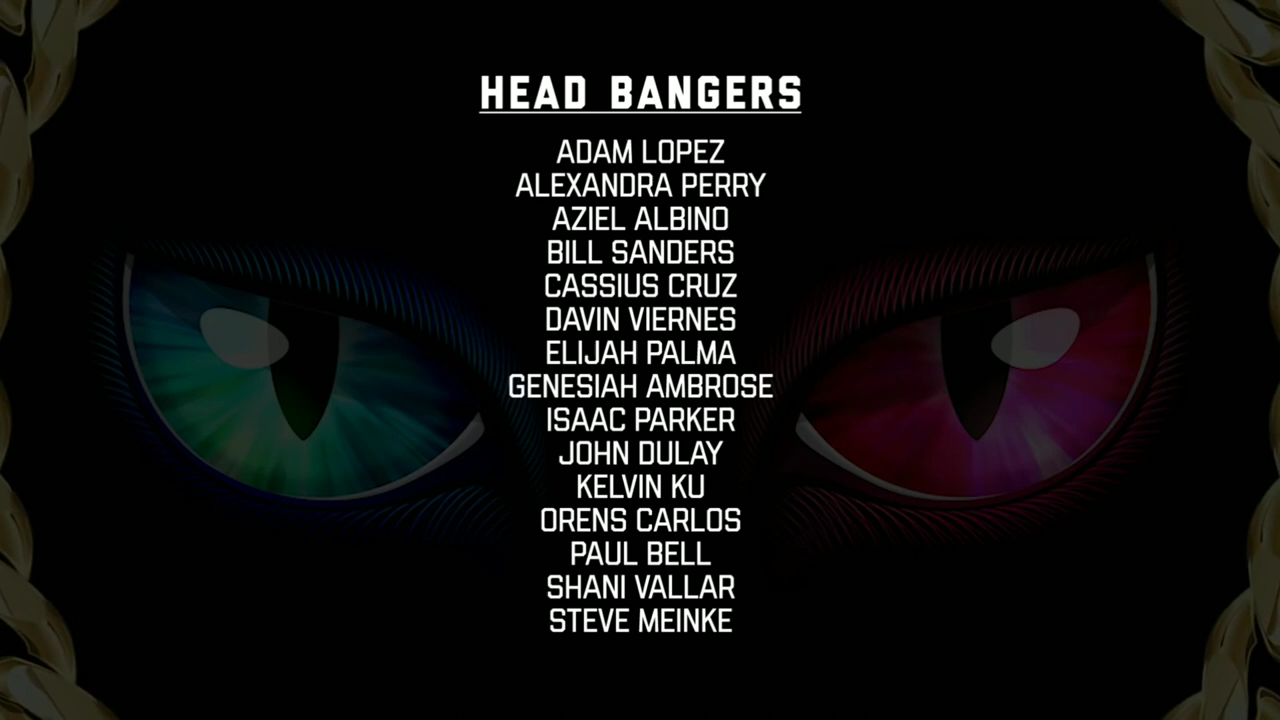 HEAD BANGERS
ADAM LOPEZ
ALEXANDRA PERRY
AZIEL ALBINO
BILL SANDERS
CASSIUS CRUZ
DAVIN VIERNES
ELIJAH PALMA
GENESIAH AMBROSE
ISAAC PARKER
JOHN DULAY
KELVIN KU
ORENS CARLOS
PAUL BELL
SHANI VALLAR
STEVE MEINKE